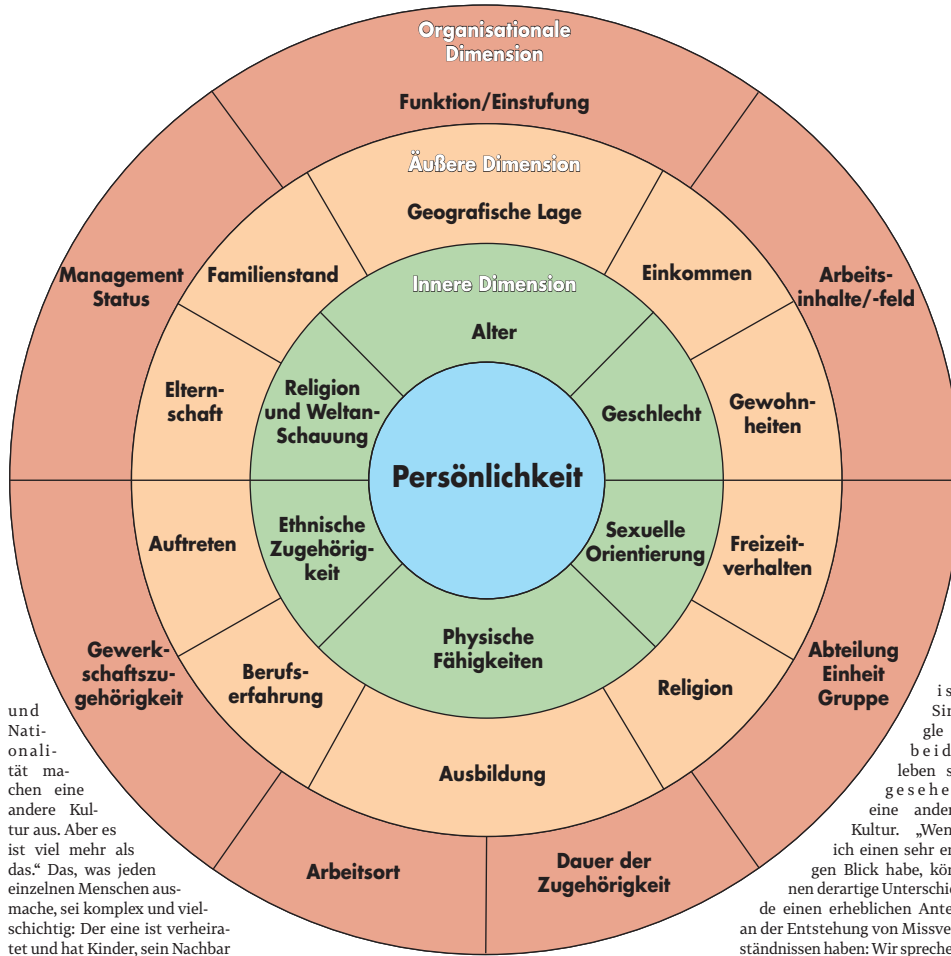 Organisationale
Dimension
Funktion/Einstufung
Äußere Dimension
Geografische Lage
Management
Status
Familienstand
Innere Dimension
Alter
Einkommen
Arbeits-
inhalte/-feld
Eltern-
schaft
Religion
und Weltan-
Schauung
Geschlecht
Gewohn-
heiten
Persönlichkeit
Auftreten
Ethnische
Zugehörig-
keit
Sexuelle
Orientierung
Freizeit-
verhalten
Gewerk-
schaftszu-
gehörigkeit
Berufs-
erfahrung
Physische
Fähigkeiten
Religion
Abteilung
Einheit
Gruppe
Ausbildung
Arbeitsort
Dauer der
Zugehörigkeit
und
Nati-
onali-
tät ma-
chen eine
andere Kul-
tur aus. Aber es
ist viel mehr als
das.“ Das, was jeden
einzelnen Menschen aus-
mache, sei komplex und viel-
schichtig: Der eine ist verheira-
tet und hat Kinder, sein Nachbar
is
Sin
gle
beid
leben s
gesehe
eine ander
Kultur. „Wen
ich einen sehr en
gen Blick habe, kön
nen derartige Unterschie
de einen erheblichen Ante
an der Entstehung von Missve
ständnissen haben: Wir spreche